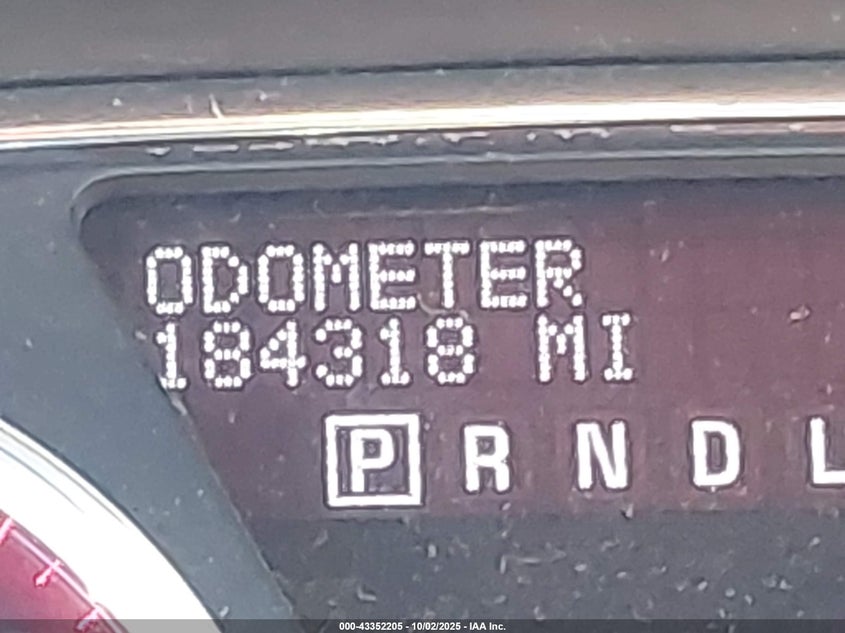 ODOMETER
184318 MI
P R N D L
000-43352205 - 10/02/2025 - IAA Inc.